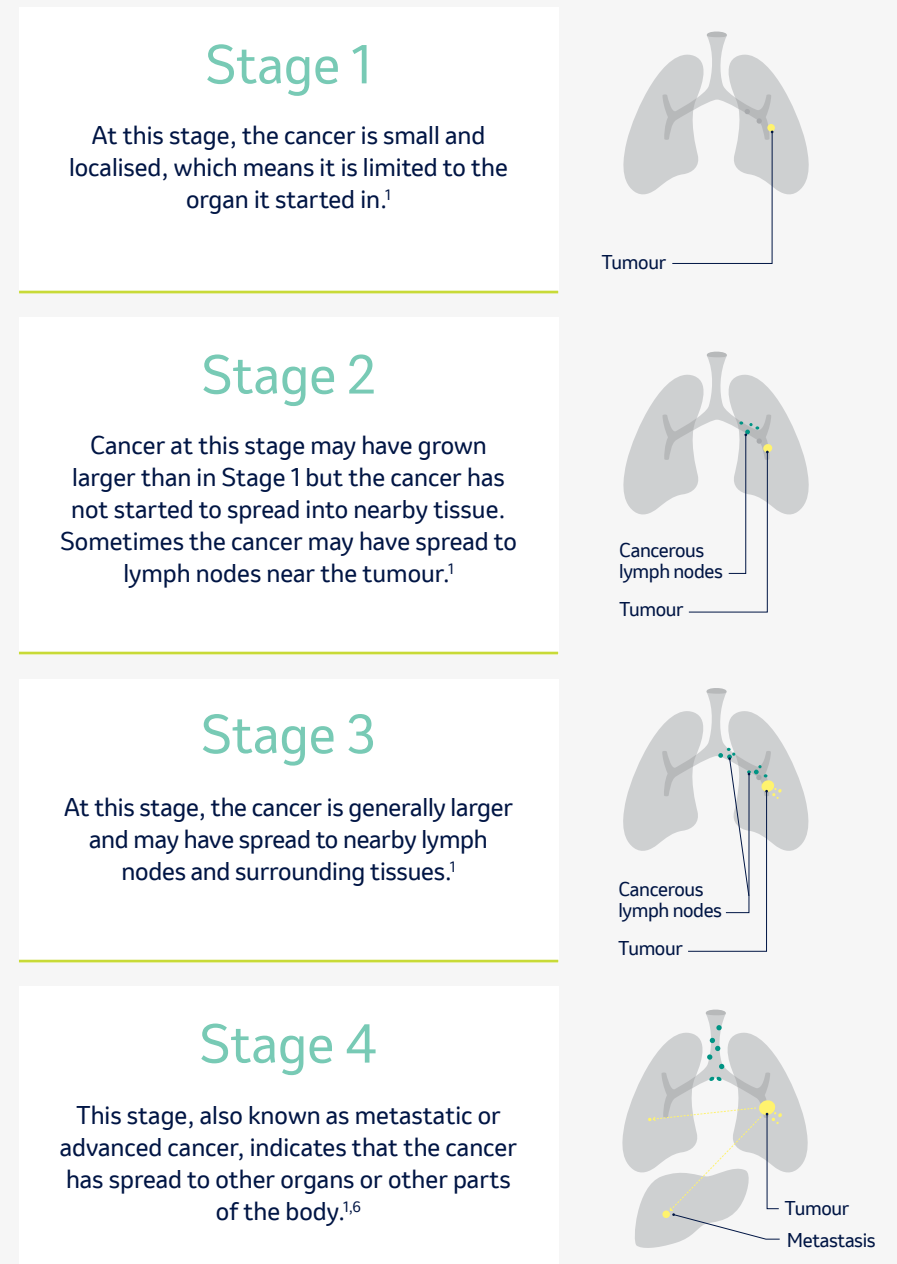 Stage 1
At this stage, the cancer is small and
localised, which means it is limited to the
organ it started in.1
Tumour
Stage 2
Cancer at this stage may have grown
larger than in Stage 1 but the cancer has
not started to spread into nearby tissue.
Sometimes the cancer may have spread to
lymph nodes near the tumour.1
Cancerous
lymph nodes
Tumour
Stage 3
At this stage, the cancer is generally larger
and may have spread to nearby lymph
nodes and surrounding tissues.1
Cancerous
lymph nodes
Tumour
Stage 4
This stage, also known as metastatic or
advanced cancer, indicates that the cancer
has spread to other organs or other parts
of the body.1,6
Tumour
Metastasis